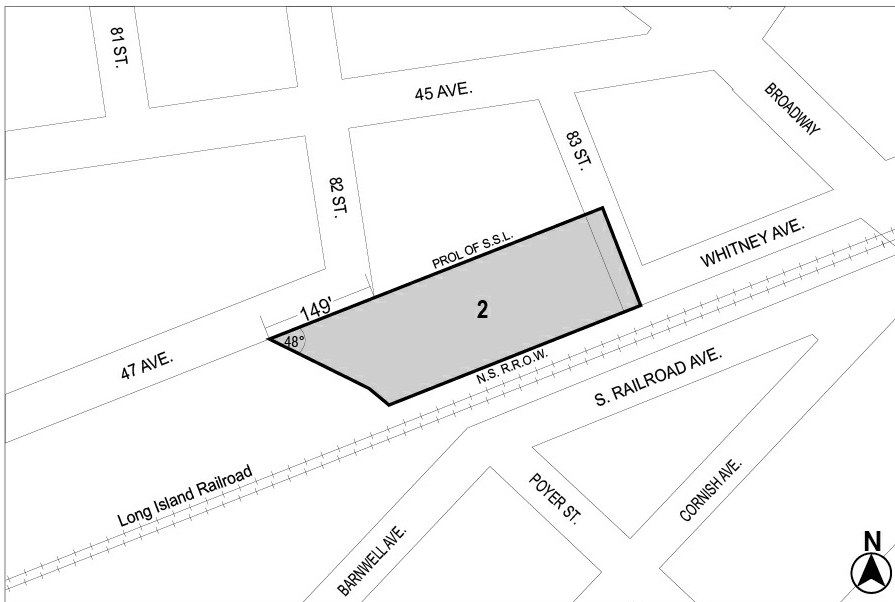 81 ST.
45 AVE.
BROADWAY
83 ST.
82 ST.
PROL OF S.S.L.
WHITNEY AVE.
149'
2
48°
47 AVE.
N.S. R.R.O.W.
S. RAILROAD AVE.
Long Island Railroad
POYER ST.
CORNISH AVE.
BARNWELL AVE.
N